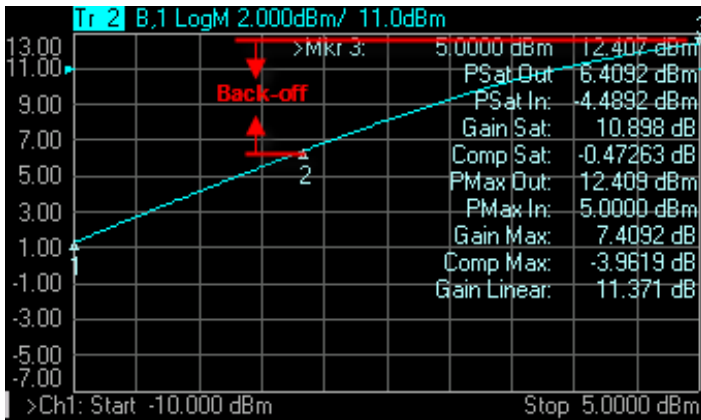 Tr 2 B,1 LogM 2.000dBm/ 11.0dBm
13.00
11.00
9.00
7.00
5.00
3.00
1.00
-1.00
-3.00
-5.00
-7.00
>Mkr 3: 5.0000 dBm 12.407 dBm
PSat Out 6.4092 dBm
PSat In: -4.4892 dBm
Gain Sat: 10.898 dB
Comp Sat: -0.47263 dB
PMax Out: 12.409 dBm
PMax In: 5.0000 dBm
Gain Max: 7.4092 dB
Comp Max: -3.9619 dB
Gain Linear: 11.371 dB
Back-off
1
2
>Ch1: Start -10.000 dBm Stop 5.0000 dBm